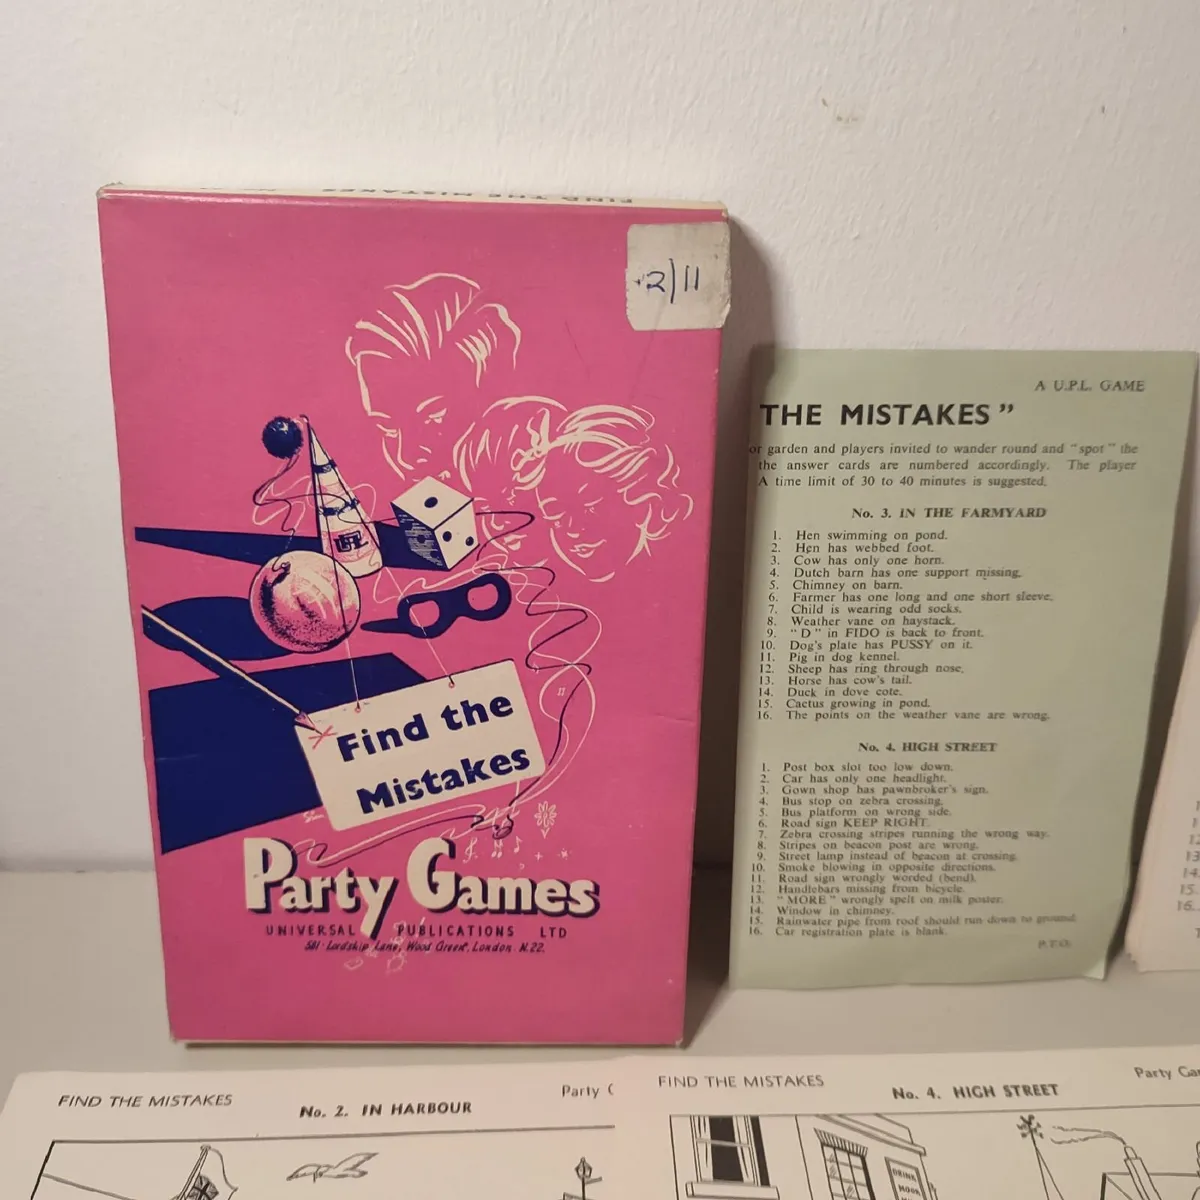 FIND THE MISTAKES
2/11
UPL
Find the
Mistakes
Party Games
UNIVERSAL PUBLICATIONS LTD
581 · Lordship Lane, Wood Green, London · N.22.
A U.P.L. GAME
THE MISTAKES"
or garden and players invited to wander round and "spot" the
the answer cards are numbered accordingly. The player
A time limit of 30 to 40 minutes is suggested.
No. 3. IN THE FARMYARD
1. Hen swimming on pond.
2. Hen has webbed foot.
3. Cow has only one horn.
4. Dutch barn has one support missing.
5. Chimney on barn.
6. Farmer has one long and one short sleeve.
7. Child is wearing odd socks.
8. Weather vane on haystack.
9. "D" in FIDO is back to front.
10. Dog's plate has PUSSY on it.
11. Pig in dog kennel.
12. Sheep has ring through nose.
13. Horse has cow's tail.
14. Duck in dove cote.
15. Cactus growing in pond.
16. The points on the weather vane are wrong.
No. 4. HIGH STREET
1. Post box slot too low down.
2. Car has only one headlight.
3. Gown shop has pawnbroker's sign.
4. Bus stop on zebra crossing.
5. Bus platform on wrong side.
6. Road sign KEEP RIGHT.
7. Zebra crossing stripes running the wrong way.
8. Stripes on beacon post are wrong.
9. Street lamp instead of beacon at crossing.
10. Smoke blowing in opposite directions.
11. Road sign wrongly worded (bend).
12. Handlebars missing from bicycle.
13. "MORE" wrongly spelt on milk poster.
14. Window in chimney.
15. Rainwater pipe from roof should run down to ground.
16. Car registration plate is blank.
P.T.O.
13
14.
15.
16.
FIND THE MISTAKES
No. 2. IN HARBOUR
Party
FIND THE MISTAKES
No. 4. HIGH STREET
Party Ga
DRINK
MOOR